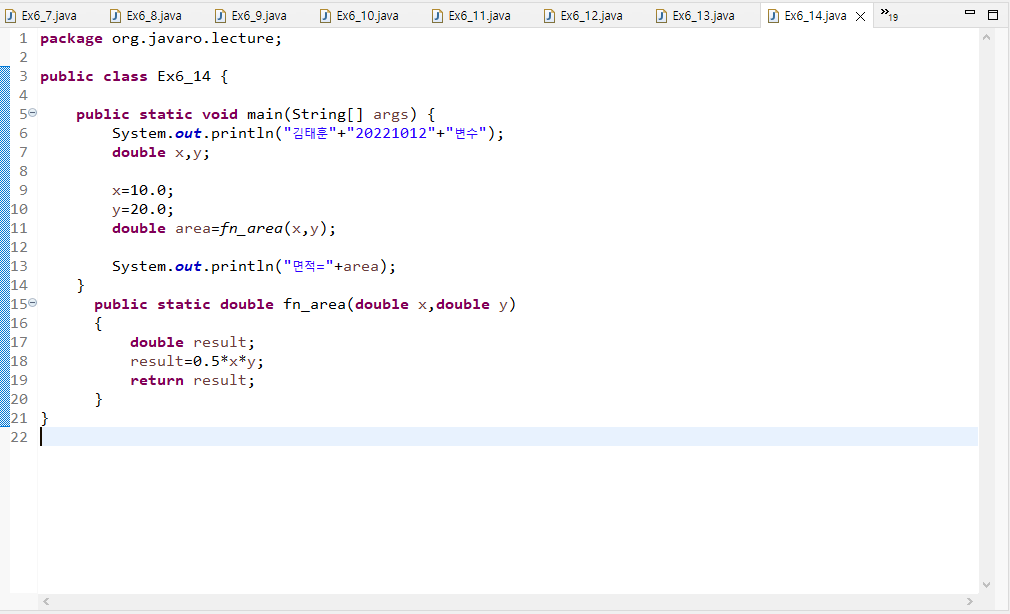 Ex6_7.java Ex6_8.java Ex6_9.java Ex6_10.java Ex6_11.java Ex6_12.java Ex6_13.java Ex6_14.java »19
1 package org.javaro.lecture;
2
3 public class Ex6_14 {
4
5     public static void main(String[] args) {
6         System.out.println("김태훈"+"20221012"+"변수");
7         double x,y;
8
9         x=10.0;
10         y=20.0;
11         double area=fn_area(x,y);
12
13         System.out.println("면적="+area);
14     }
15       public static double fn_area(double x,double y)
16       {
17           double result;
18           result=0.5*x*y;
19           return result;
20       }
21 }
22